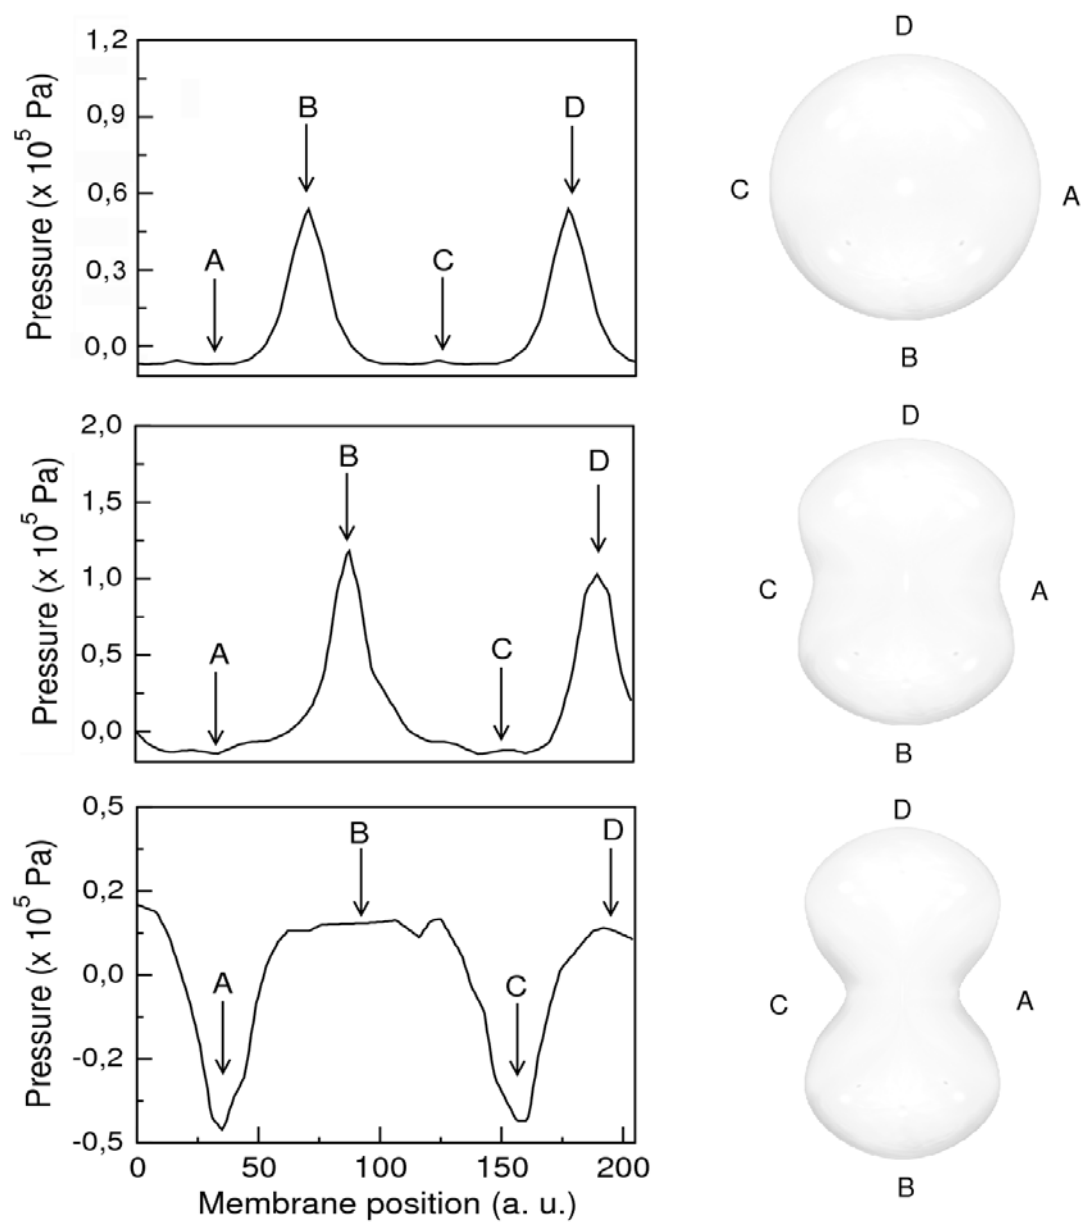 Pressure (x 10⁵ Pa)
1,2
0,9
0,6
0,3
0,0
A
B
C
D
D
C
A
B
Pressure (x 10⁵ Pa)
2,0
1,5
1,0
0,5
0,0
A
B
C
D
D
C
A
B
Pressure (x 10⁵ Pa)
0,5
0,2
0,0
-0,2
-0,5
A
B
C
D
0 50 100 150 200
Membrane position (a. u.)
D
C
A
B